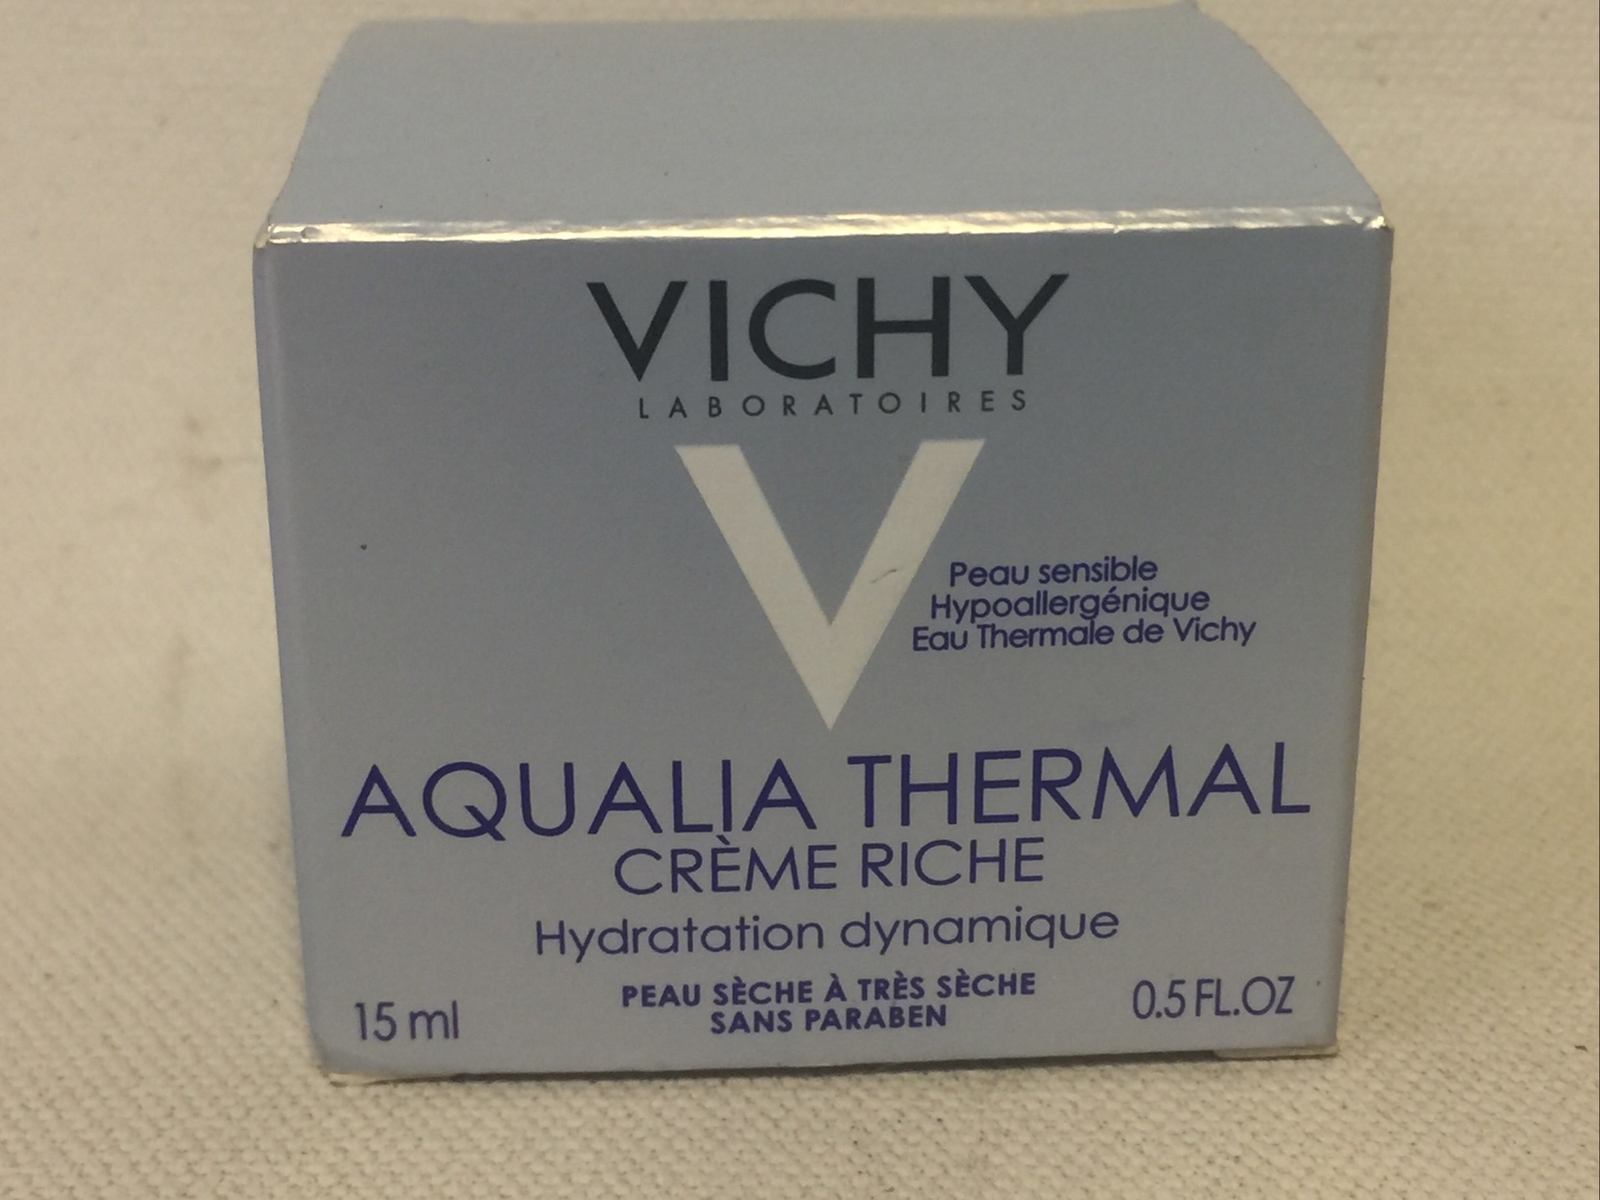 VICHY
LABORATOIRES
V
Peau sensible
Hypoallergénique
Eau Thermale de Vichy
AQUALIA THERMAL
CRÈME RICHE
Hydratation dynamique
PEAU SÈCHE À TRÈS SÈCHE
SANS PARABEN
15 ml
0.5 FL.OZ